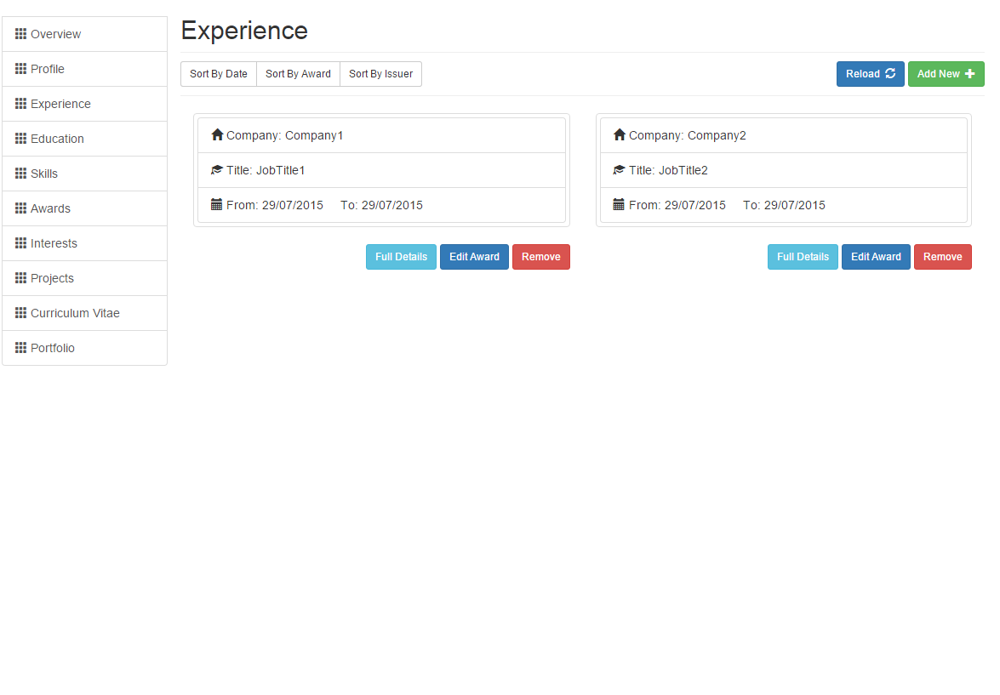 Overview
Profile
Experience
Education
Skills
Awards
Interests
Projects
Curriculum Vitae
Portfolio
Experience
Sort By Date Sort By Award Sort By Issuer Reload Add New
Company: Company1
Title: JobTitle1
From: 29/07/2015 To: 29/07/2015
Full Details Edit Award Remove
Company: Company2
Title: JobTitle2
From: 29/07/2015 To: 29/07/2015
Full Details Edit Award Remove